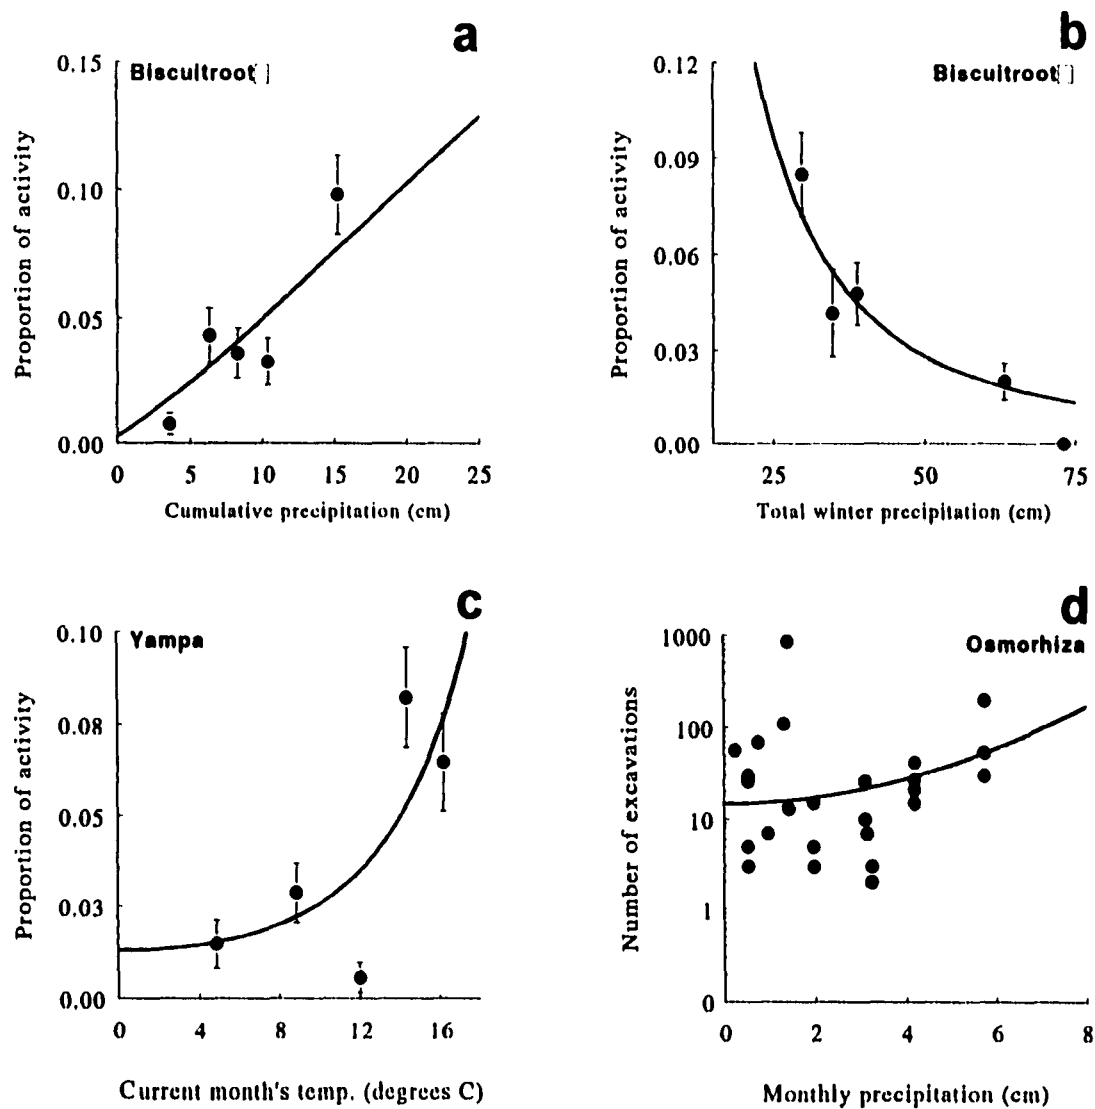 a
Biscuitroot
0.15
0.10
0.05
0.00
Proportion of activity
0 5 10 15 20 25
Cumulative precipitation (cm)
b
Biscuitroot
0.12
0.09
0.06
0.03
0.00
Proportion of activity
25 50 75
Total winter precipitation (cm)
c
Yampa
0.10
0.08
0.05
0.03
0.00
Proportion of activity
0 4 8 12 16
Current month's temp. (degrees C)
d
Osmorhiza
1000
100
10
1
0
Number of excavations
0 2 4 6 8
Monthly precipitation (cm)